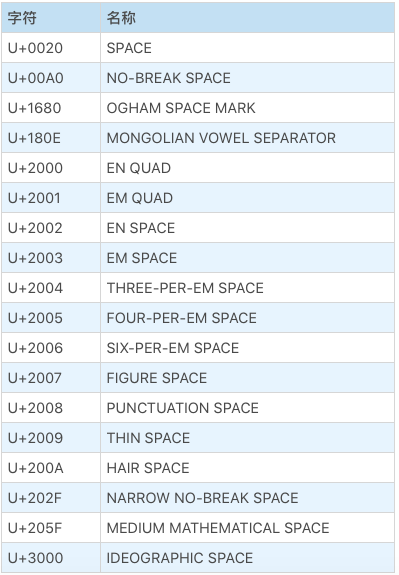 字符 名称
U+0020 SPACE
U+00A0 NO-BREAK SPACE
U+1680 OGHAM SPACE MARK
U+180E MONGOLIAN VOWEL SEPARATOR
U+2000 EN QUAD
U+2001 EM QUAD
U+2002 EN SPACE
U+2003 EM SPACE
U+2004 THREE-PER-EM SPACE
U+2005 FOUR-PER-EM SPACE
U+2006 SIX-PER-EM SPACE
U+2007 FIGURE SPACE
U+2008 PUNCTUATION SPACE
U+2009 THIN SPACE
U+200A HAIR SPACE
U+202F NARROW NO-BREAK SPACE
U+205F MEDIUM MATHEMATICAL SPACE
U+3000 IDEOGRAPHIC SPACE